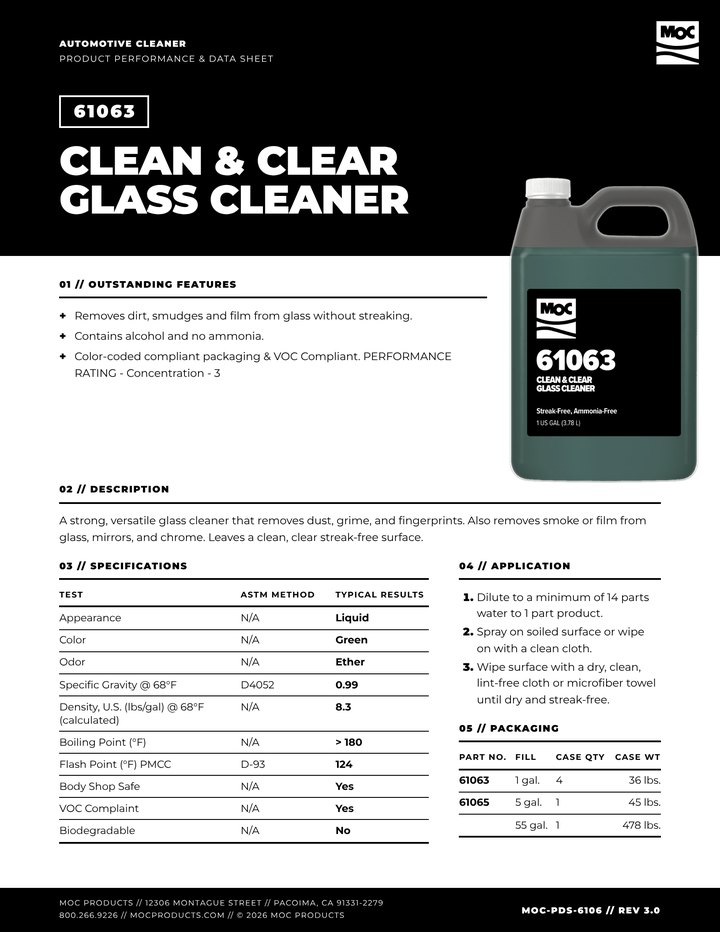 AUTOMOTIVE CLEANER
PRODUCT PERFORMANCE & DATA SHEET
MOC
61063
CLEAN & CLEAR
GLASS CLEANER
01 // OUTSTANDING FEATURES
+ Removes dirt, smudges and film from glass without streaking.
+ Contains alcohol and no ammonia.
+ Color-coded compliant packaging & VOC Compliant. PERFORMANCE
RATING - Concentration - 3
MOC
61063
CLEAN & CLEAR
GLASS CLEANER
Streak-Free, Ammonia-Free
1 US GAL (3.78 L)
02 // DESCRIPTION
A strong, versatile glass cleaner that removes dust, grime, and fingerprints. Also removes smoke or film from
glass, mirrors, and chrome. Leaves a clean, clear streak-free surface.
03 // SPECIFICATIONS
TEST ASTM METHOD TYPICAL RESULTS
Appearance N/A Liquid
Color N/A Green
Odor N/A Ether
Specific Gravity @ 68°F D4052 0.99
Density, U.S. (lbs/gal) @ 68°F N/A 8.3
(calculated)
Boiling Point (°F) N/A > 180
Flash Point (°F) PMCC D-93 124
Body Shop Safe N/A Yes
VOC Complaint N/A Yes
Biodegradable N/A No
04 // APPLICATION
1. Dilute to a minimum of 14 parts
water to 1 part product.
2. Spray on soiled surface or wipe
on with a clean cloth.
3. Wipe surface with a dry, clean,
lint-free cloth or microfiber towel
until dry and streak-free.
05 // PACKAGING
PART NO. FILL CASE QTY CASE WT
61063 1 gal. 4 36 lbs.
61065 5 gal. 1 45 lbs.
55 gal. 1 478 lbs.
MOC PRODUCTS // 12306 MONTAGUE STREET // PACOIMA, CA 91331-2279
800.266.9226 // MOCPRODUCTS.COM // © 2026 MOC PRODUCTS
MOC-PDS-6106 // REV 3.0